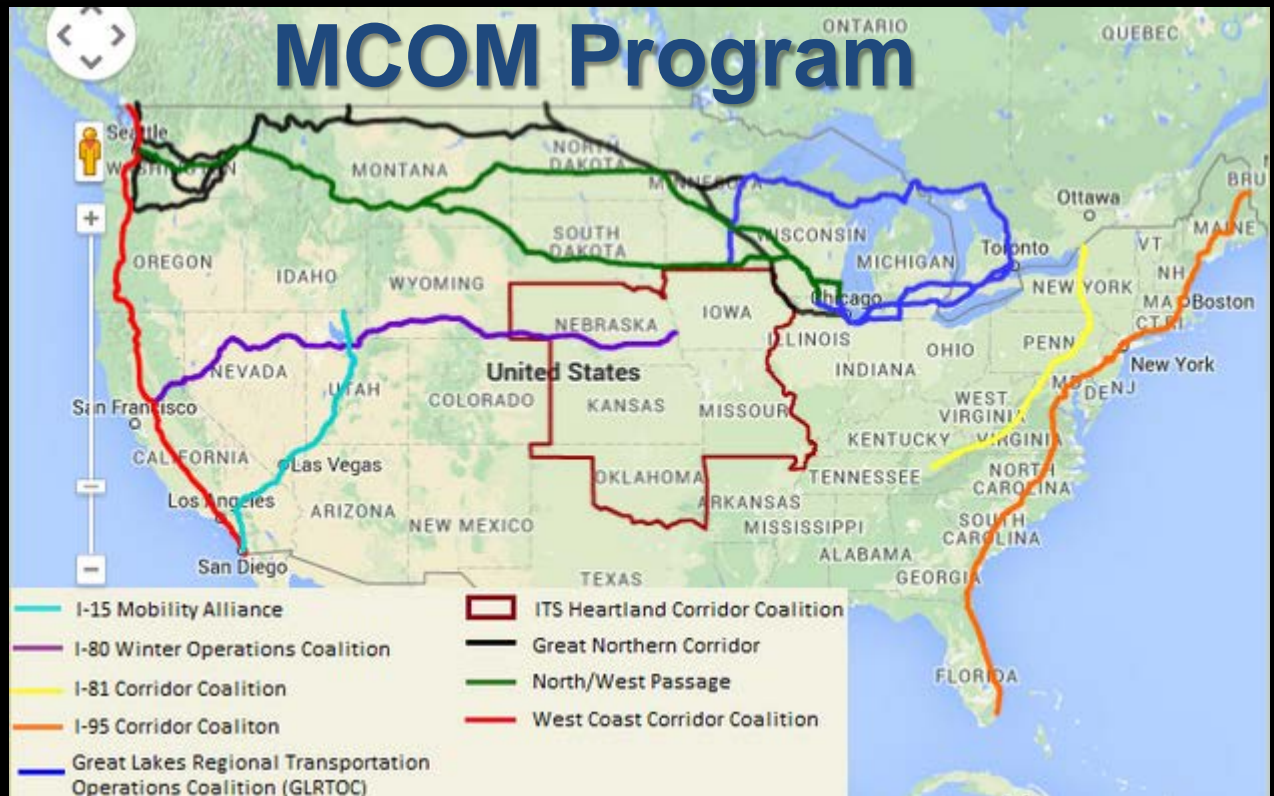 MCOM Program
ONTARIO
QUEBEC
Seattle
WASHINGTON
MONTANA
NORTH
DAKOTA
MINNESOTA
Ottawa
BRU
MAINE
OREGON
IDAHO
WYOMING
SOUTH
DAKOTA
WISCONSIN
MICHIGAN
Toronto
VT
NH
NEW YORK
MA
Boston
CT
RI
Chicago
NEBRASKA
IOWA
ILLINOIS
INDIANA
OHIO
PENN
New York
NEVADA
UTAH
United States
COLORADO
KANSAS
MISSOURI
WEST
VIRGINIA
MD
DE
NJ
San Francisco
KENTUCKY
VIRGINIA
CALIFORNIA
Las Vegas
OKLAHOMA
TENNESSEE
NORTH
CAROLINA
Los Angeles
ARIZONA
NEW MEXICO
ARKANSAS
MISSISSIPPI
SOUTH
CAROLINA
ALABAMA
San Diego
TEXAS
GEORGIA
FLORIDA
I-15 Mobility Alliance
I-80 Winter Operations Coalition
I-81 Corridor Coalition
I-95 Corridor Coaliton
Great Lakes Regional Transportation
Operations Coalition (GLRTOC)
ITS Heartland Corridor Coalition
Great Northern Corridor
North/West Passage
West Coast Corridor Coalition